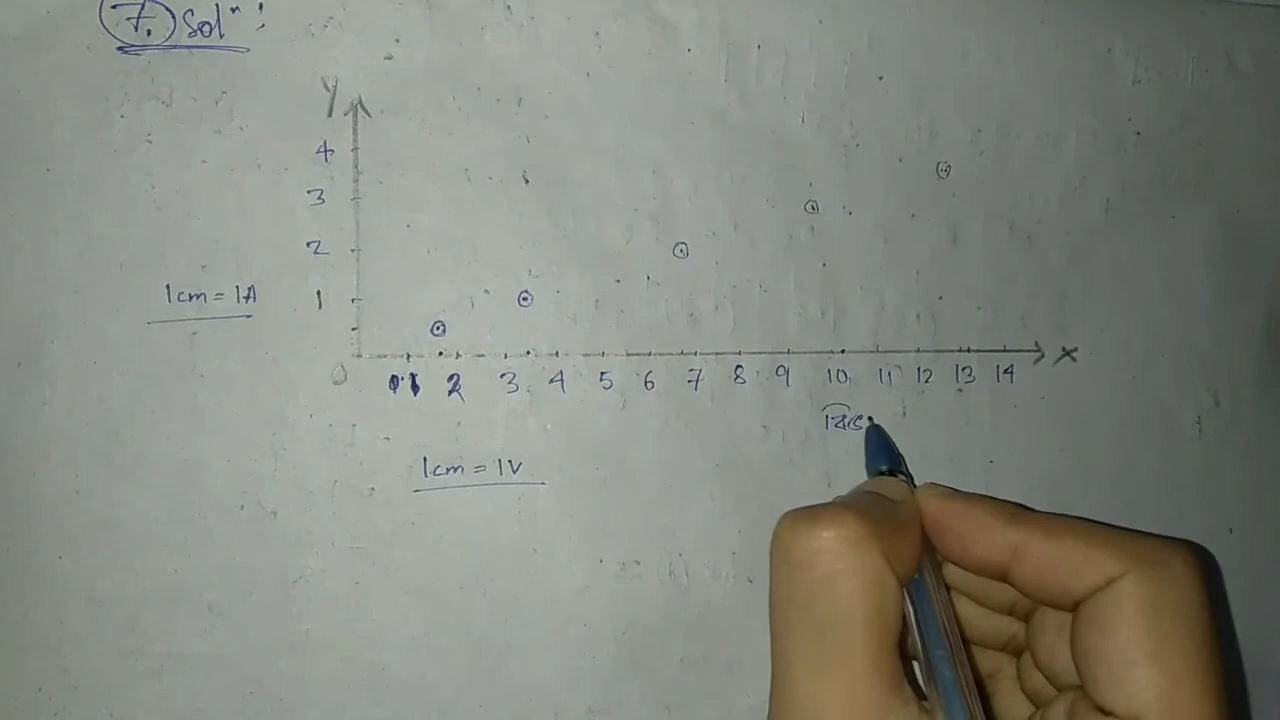 7. Solⁿ:
Y
4
3
2
1cm = 1A
1
0 1 2 3 4 5 6 7 8 9 10 11 12 13 14 X
1cm = 1V